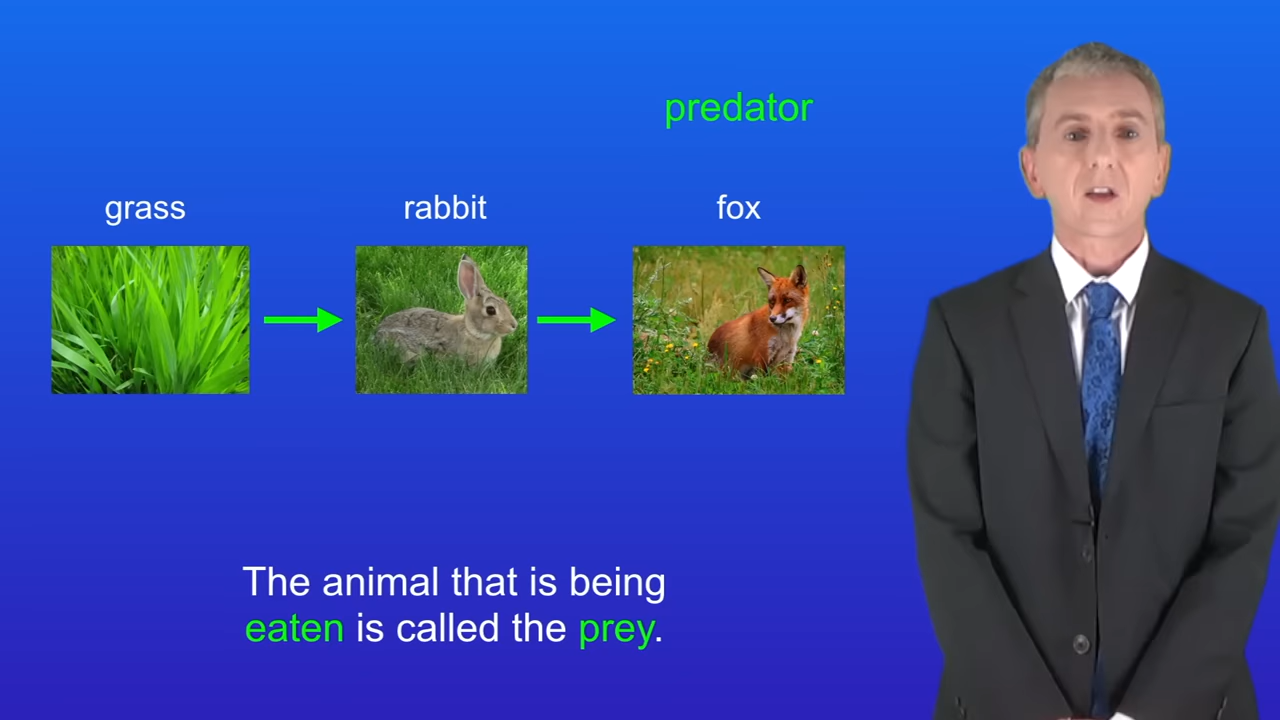 predator
grass rabbit fox
The animal that is being
eaten is called the prey.